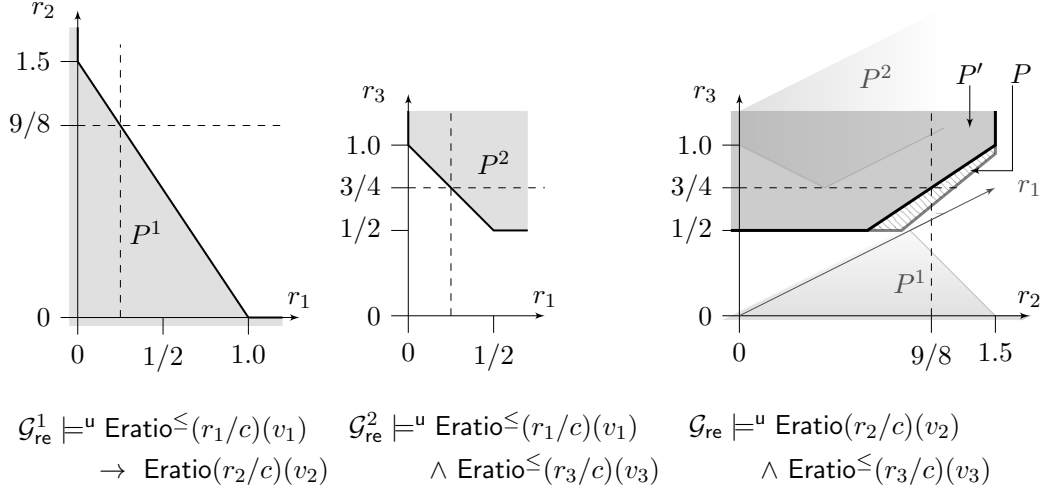 r₂
1.5
9/8
P¹
0
r₁
0
1/2
1.0
r₃
1.0
P²
3/4
1/2
0
r₁
0
1/2
P²
P′
P
r₃
1.0
3/4
r₁
1/2
P¹
0
r₂
0
9/8
1.5
𝒢¹re ⊨ᵘ Eratio≤(r₁/c)(v₁)
→ Eratio(r₂/c)(v₂)
𝒢²re ⊨ᵘ Eratio≤(r₁/c)(v₁)
∧ Eratio≤(r₃/c)(v₃)
𝒢re ⊨ᵘ Eratio(r₂/c)(v₂)
∧ Eratio≤(r₃/c)(v₃)